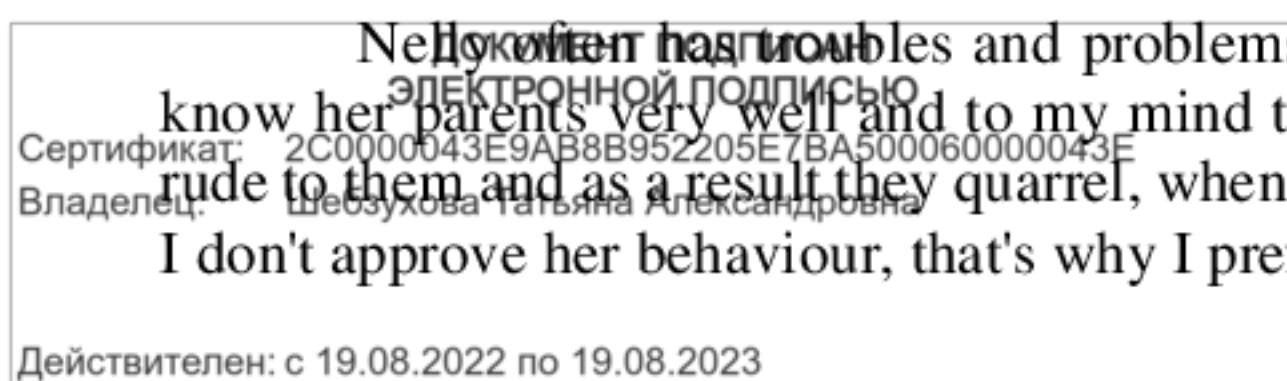 Nelly often has troubles and problem
ДОКУМЕНТ ПОДПИСАН
ЭЛЕКТРОННОЙ ПОДПИСЬЮ
know her parents very well and to my mind t
Сертификат: 2C0000043E9AB8B952205E7BA500060000043E
rude to them and as a result they quarrel, when
Владелец: Шебзухова Татьяна Александровна
I don't approve her behaviour, that's why I pre
Действителен: с 19.08.2022 по 19.08.2023